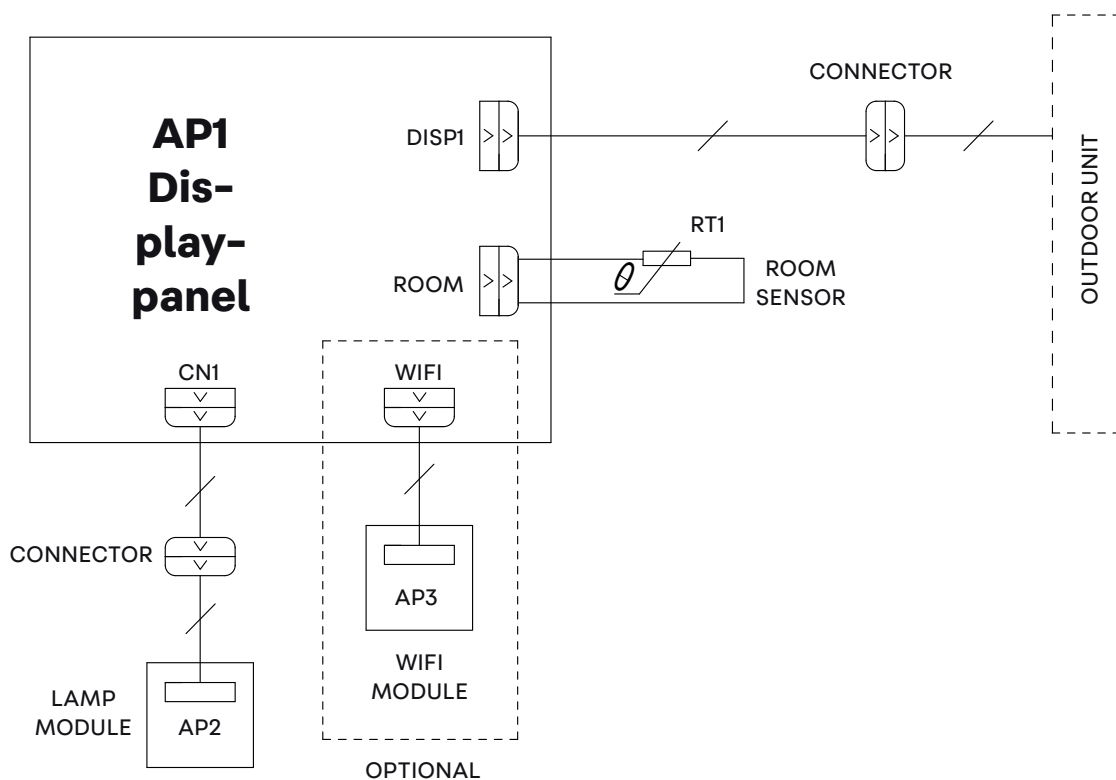 CONNECTOR
AP1
Dis-
play-
panel
DISP1
OUTDOOR UNIT
RT1
ROOM
ROOM
SENSOR
θ
CN1
WIFI
CONNECTOR
AP3
WIFI
MODULE
LAMP
MODULE
AP2
OPTIONAL